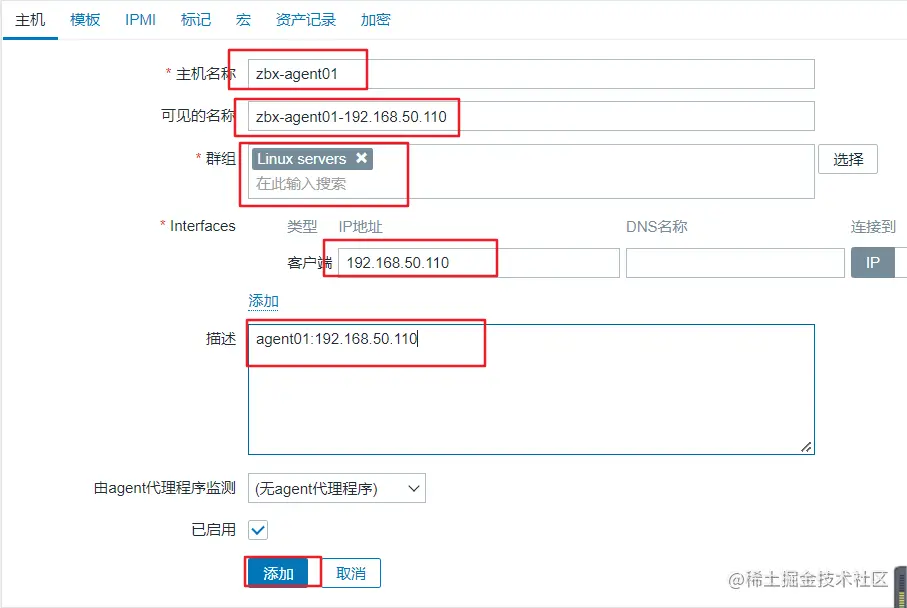 主机 模板 IPMI 标记 宏 资产记录 加密
* 主机名称 zbx-agent01
可见的名称 zbx-agent01-192.168.50.110
* 群组 Linux servers ✖ 选择
在此输入搜索
* Interfaces 类型 IP地址 DNS名称 连接到
客户端 192.168.50.110 IP
添加
描述 agent01:192.168.50.110
由agent代理程序监测 (无agent代理程序)
已启用
添加 取消
@稀土掘金技术社区